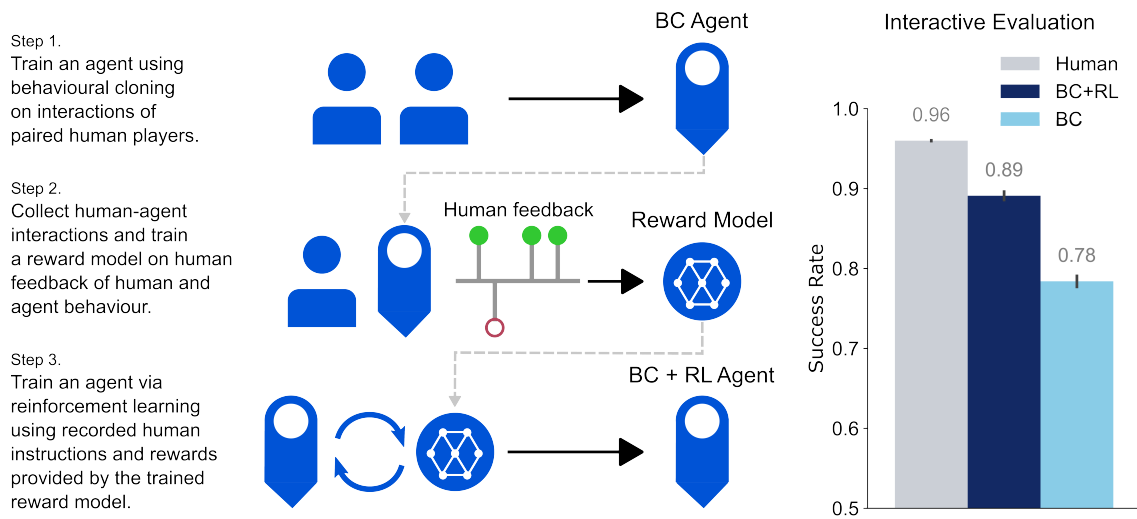 Step 1.
Train an agent using
behavioural cloning
on interactions of
paired human players.
BC Agent
Step 2.
Collect human-agent
interactions and train
a reward model on human
feedback of human and
agent behaviour.
Human feedback
Reward Model
Step 3.
Train an agent via
reinforcement learning
using recorded human
instructions and rewards
provided by the trained
reward model.
BC + RL Agent
Interactive Evaluation
Human
BC+RL
BC
Success Rate
1.0
0.9
0.8
0.7
0.6
0.5
0.96
0.89
0.78